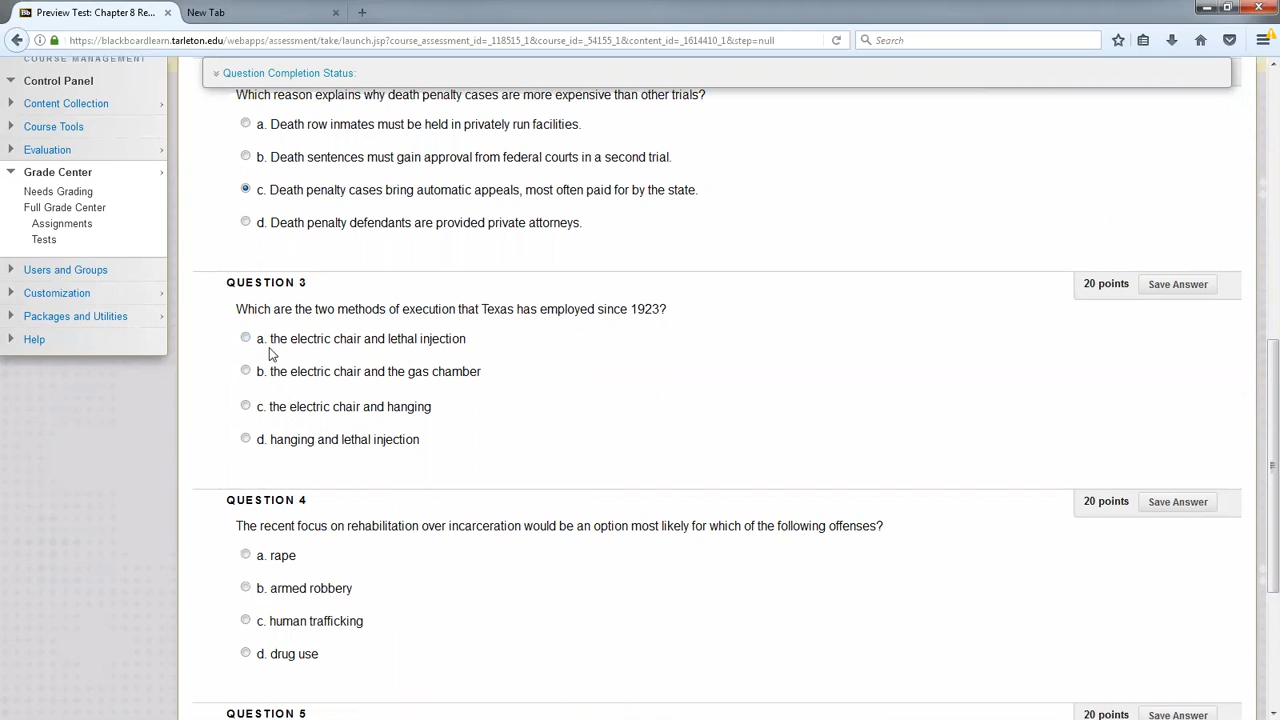 Preview Test: Chapter 8 Re...
New Tab
https://blackboardlearn.tarleton.edu/webapps/assessment/take/launch.jsp?course_assessment_id=_118515_1&course_id=_54155_1&content_id=_1614410_1&step=null
Search
COURSE MANAGEMENT
Control Panel
Content Collection
Course Tools
Evaluation
Grade Center
Needs Grading
Full Grade Center
Assignments
Tests
Users and Groups
Customization
Packages and Utilities
Help
Question Completion Status:
Which reason explains why death penalty cases are more expensive than other trials?
a. Death row inmates must be held in privately run facilities.
b. Death sentences must gain approval from federal courts in a second trial.
c. Death penalty cases bring automatic appeals, most often paid for by the state.
d. Death penalty defendants are provided private attorneys.
QUESTION 3
20 points
Save Answer
Which are the two methods of execution that Texas has employed since 1923?
a. the electric chair and lethal injection
b. the electric chair and the gas chamber
c. the electric chair and hanging
d. hanging and lethal injection
QUESTION 4
20 points
Save Answer
The recent focus on rehabilitation over incarceration would be an option most likely for which of the following offenses?
a. rape
b. armed robbery
c. human trafficking
d. drug use
QUESTION 5
20 points
Save Answer